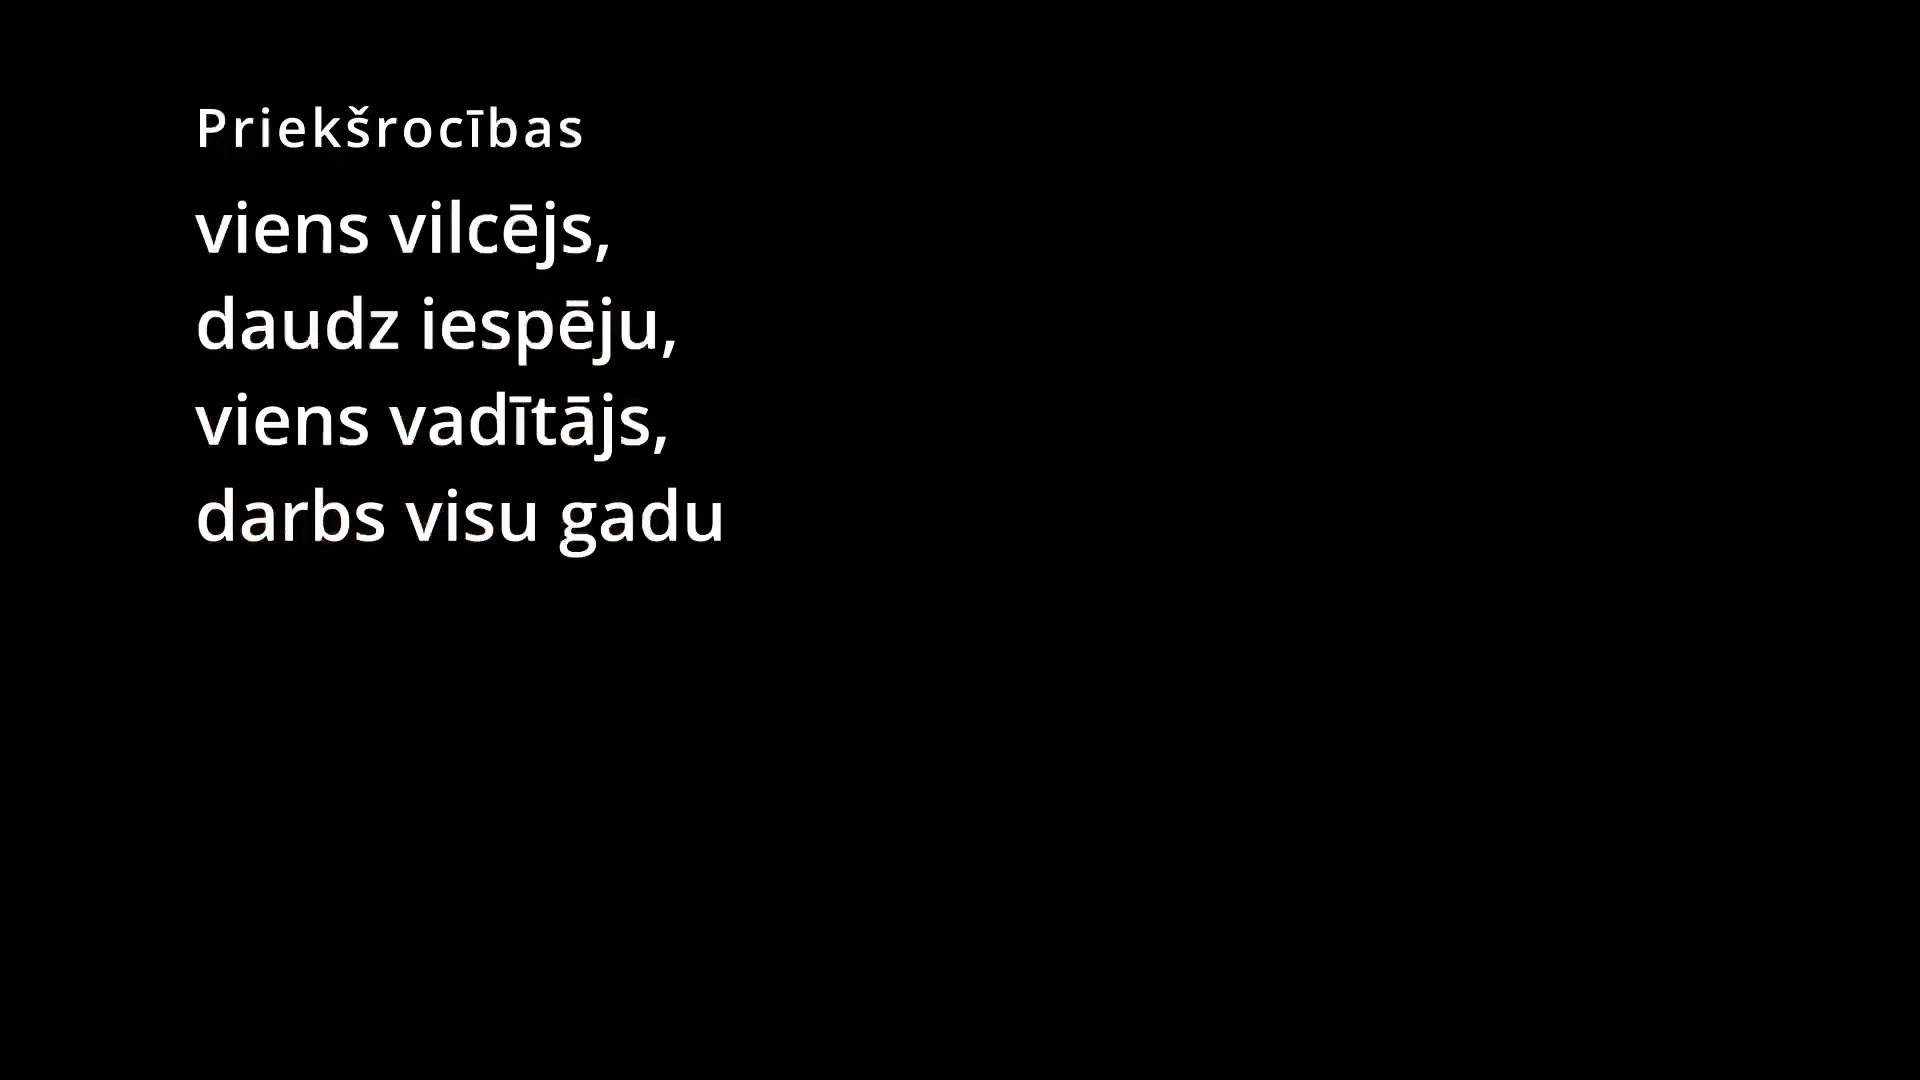 Priekšrocības
viens vilcējs,
daudz iespēju,
viens vadītājs,
darbs visu gadu